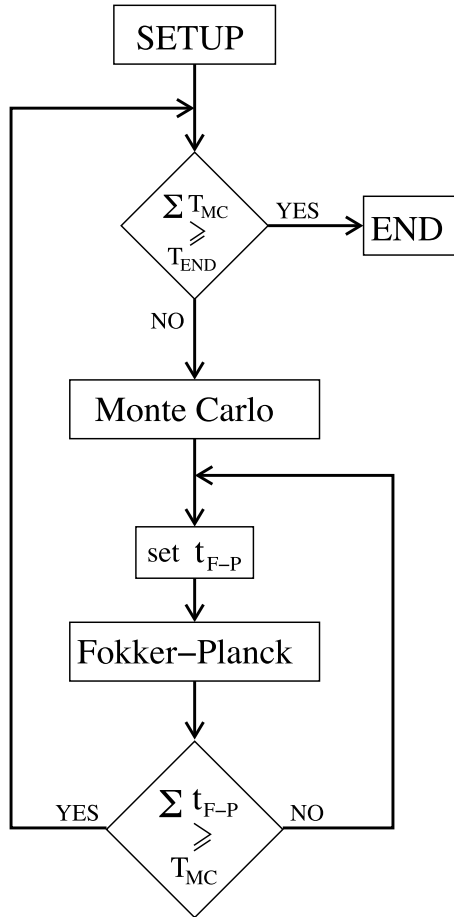 SETUP
Σ T_MC
⩾
T_END
YES
END
NO
Monte Carlo
set t_F–P
Fokker–Planck
Σ t_F–P
⩾
T_MC
YES
NO